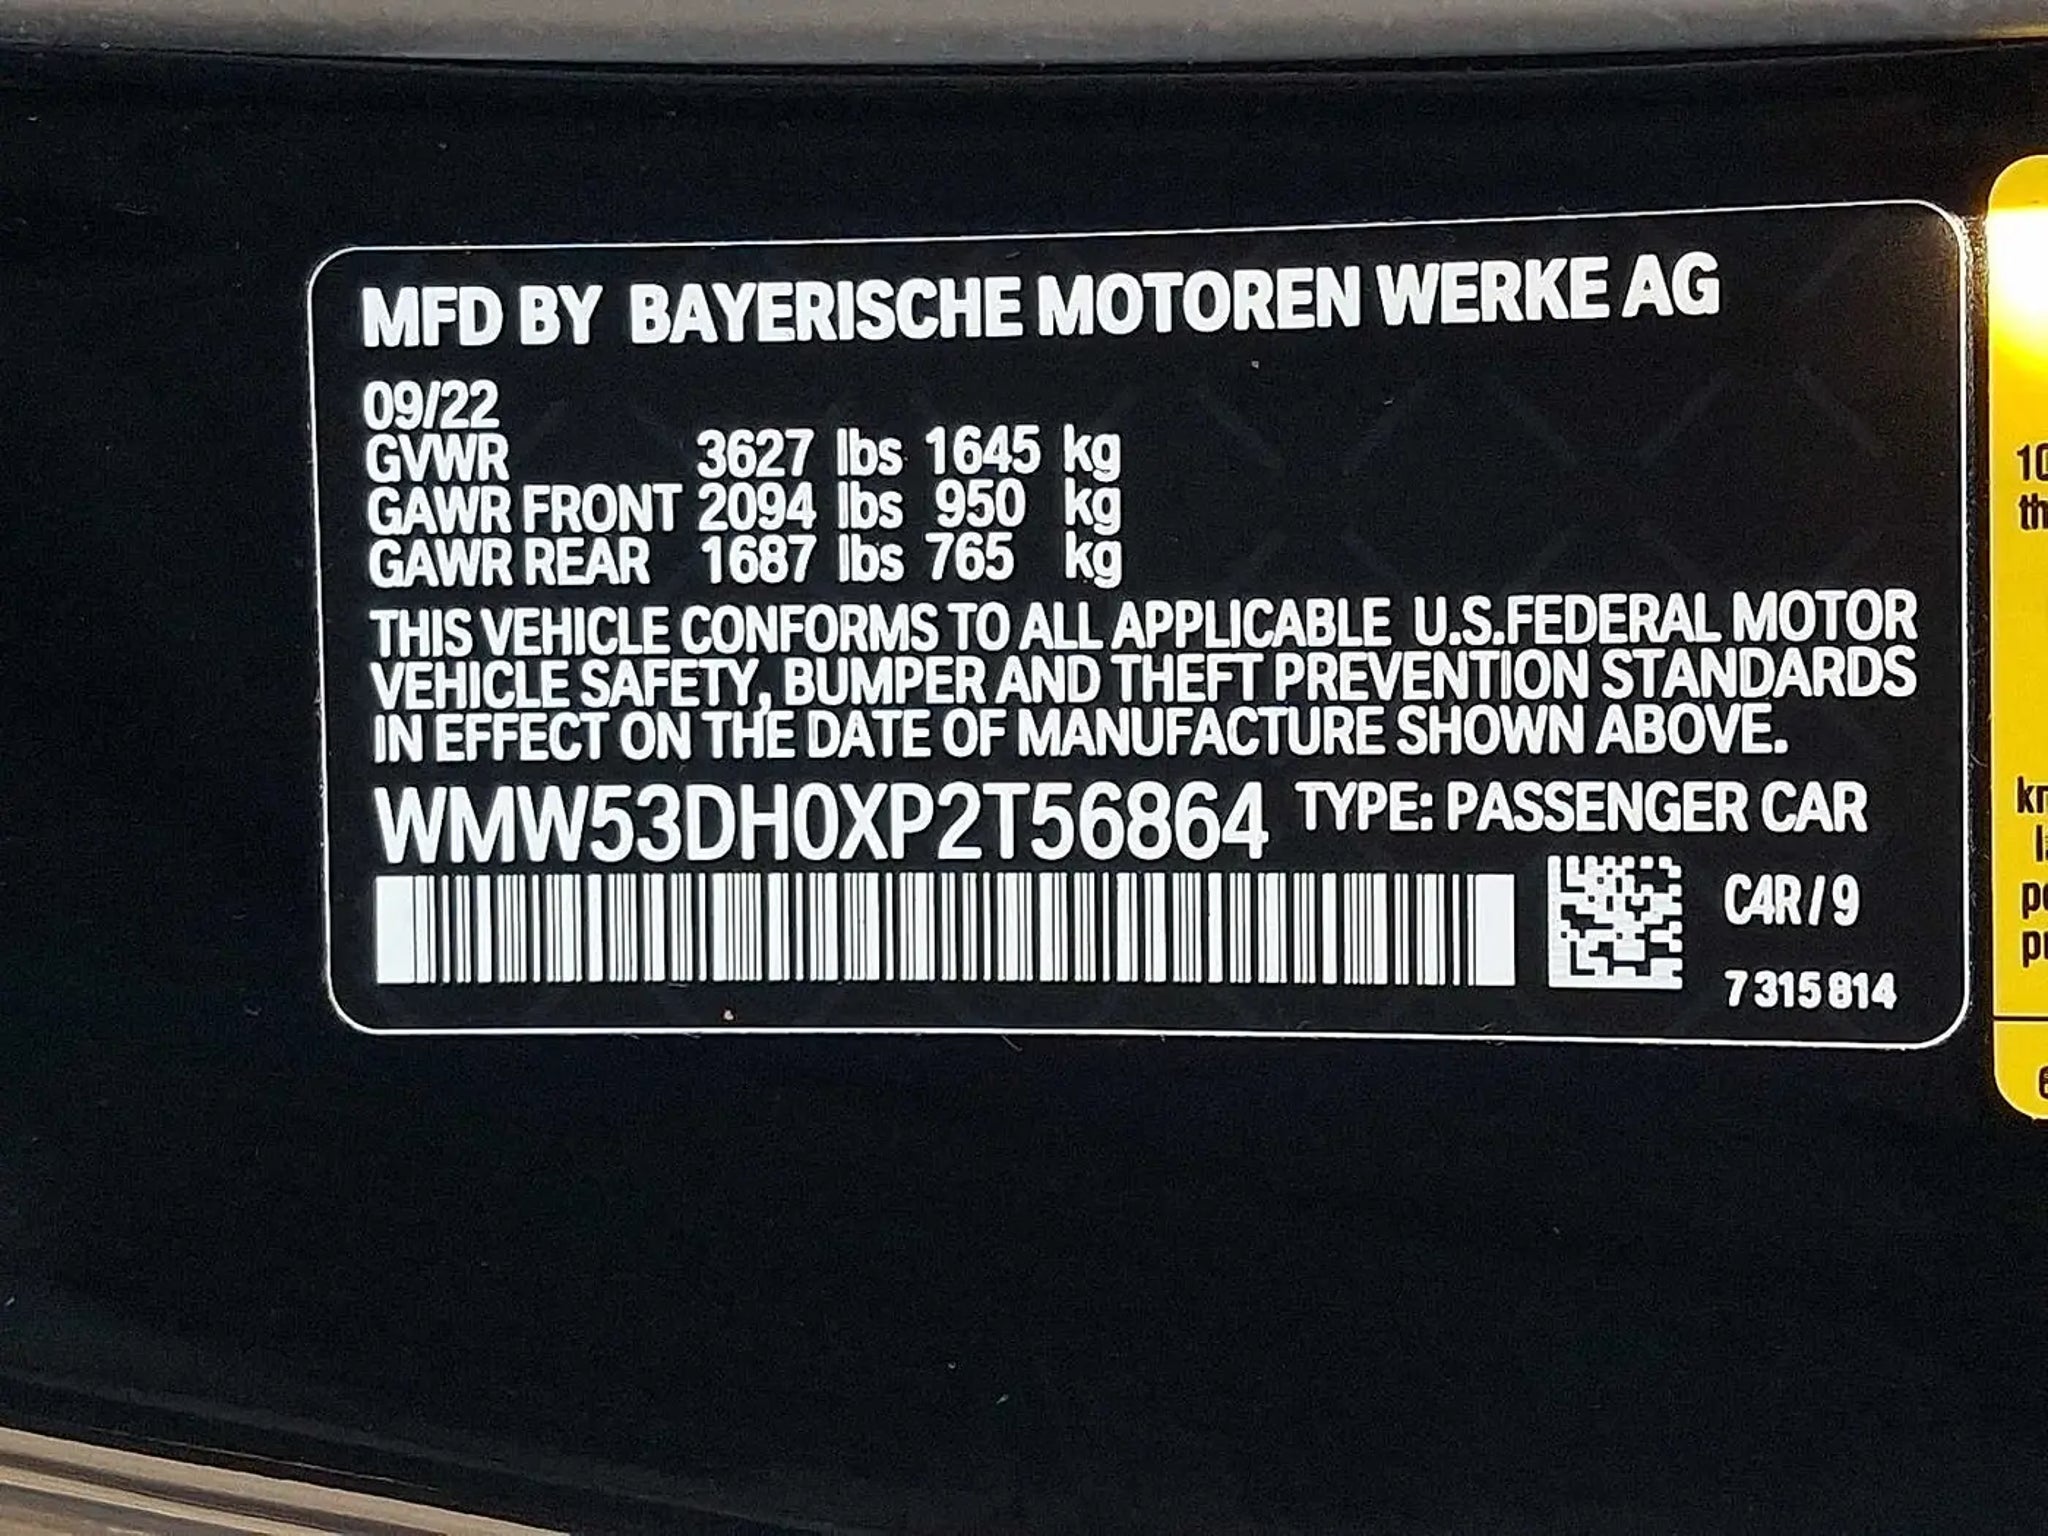 MFD BY BAYERISCHE MOTOREN WERKE AG
09/22
GVWR 3627 lbs 1645 kg
GAWR FRONT 2094 lbs 950 kg
GAWR REAR 1687 lbs 765 kg
THIS VEHICLE CONFORMS TO ALL APPLICABLE U.S.FEDERAL MOTOR
VEHICLE SAFETY, BUMPER AND THEFT PREVENTION STANDARDS
IN EFFECT ON THE DATE OF MANUFACTURE SHOWN ABOVE.
WMW53DH0XP2T56864 TYPE: PASSENGER CAR
C4R/9
7 315 814